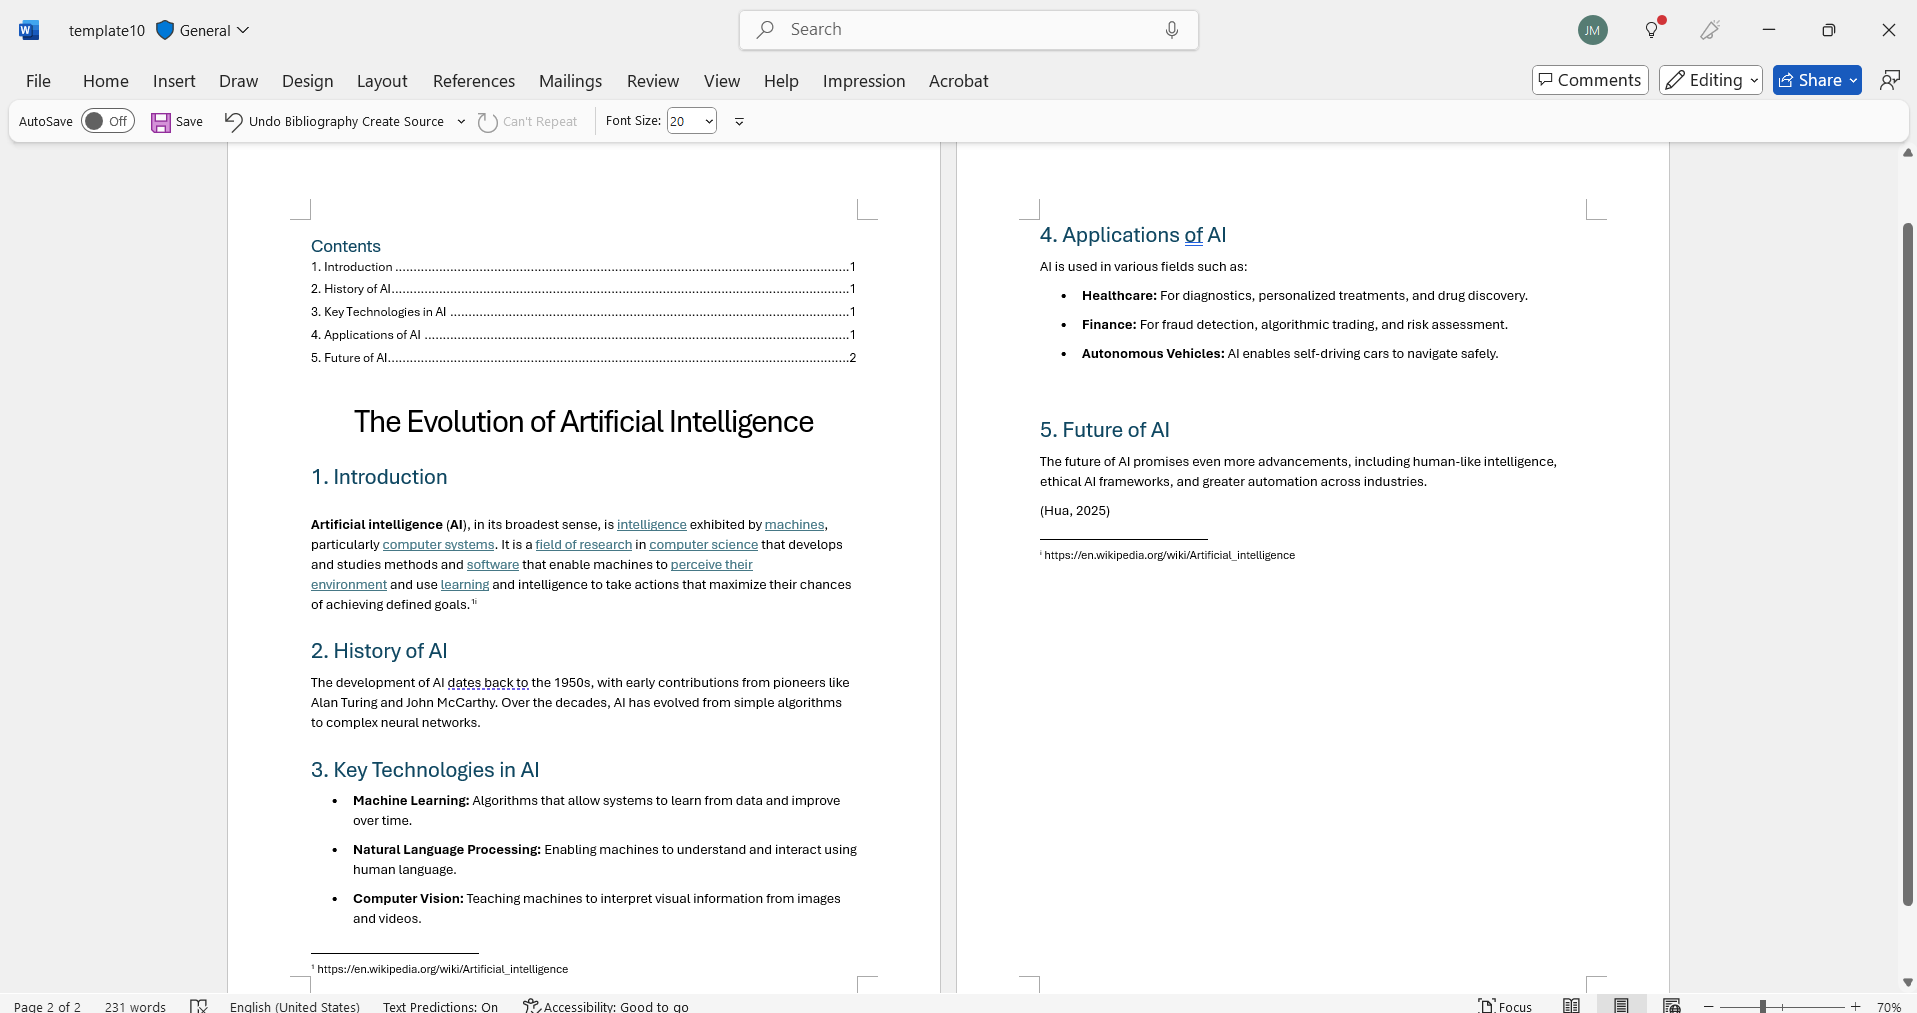 template10 General
Search
JM
File Home Insert Draw Design Layout References Mailings Review View Help Impression Acrobat
Comments Editing Share
AutoSave Off Save Undo Bibliography Create Source Can't Repeat Font Size: 20
Contents
1. Introduction ........ 1
2. History of AI ........ 1
3. Key Technologies in AI ........ 1
4. Applications of AI ........ 1
5. Future of AI ........ 2
The Evolution of Artificial Intelligence
1. Introduction
Artificial intelligence (AI), in its broadest sense, is intelligence exhibited by machines,
particularly computer systems. It is a field of research in computer science that develops
and studies methods and software that enable machines to perceive their
environment and use learning and intelligence to take actions that maximize their chances
of achieving defined goals. ¹ⁱ
2. History of AI
The development of AI dates back to the 1950s, with early contributions from pioneers like
Alan Turing and John McCarthy. Over the decades, AI has evolved from simple algorithms
to complex neural networks.
3. Key Technologies in AI
• Machine Learning: Algorithms that allow systems to learn from data and improve
over time.
• Natural Language Processing: Enabling machines to understand and interact using
human language.
• Computer Vision: Teaching machines to interpret visual information from images
and videos.
¹ https://en.wikipedia.org/wiki/Artificial_intelligence
4. Applications of AI
AI is used in various fields such as:
• Healthcare: For diagnostics, personalized treatments, and drug discovery.
• Finance: For fraud detection, algorithmic trading, and risk assessment.
• Autonomous Vehicles: AI enables self-driving cars to navigate safely.
5. Future of AI
The future of AI promises even more advancements, including human-like intelligence,
ethical AI frameworks, and greater automation across industries.
(Hua, 2025)
ⁱ https://en.wikipedia.org/wiki/Artificial_intelligence
Page 2 of 2 231 words English (United States) Text Predictions: On Accessibility: Good to go Focus 70%